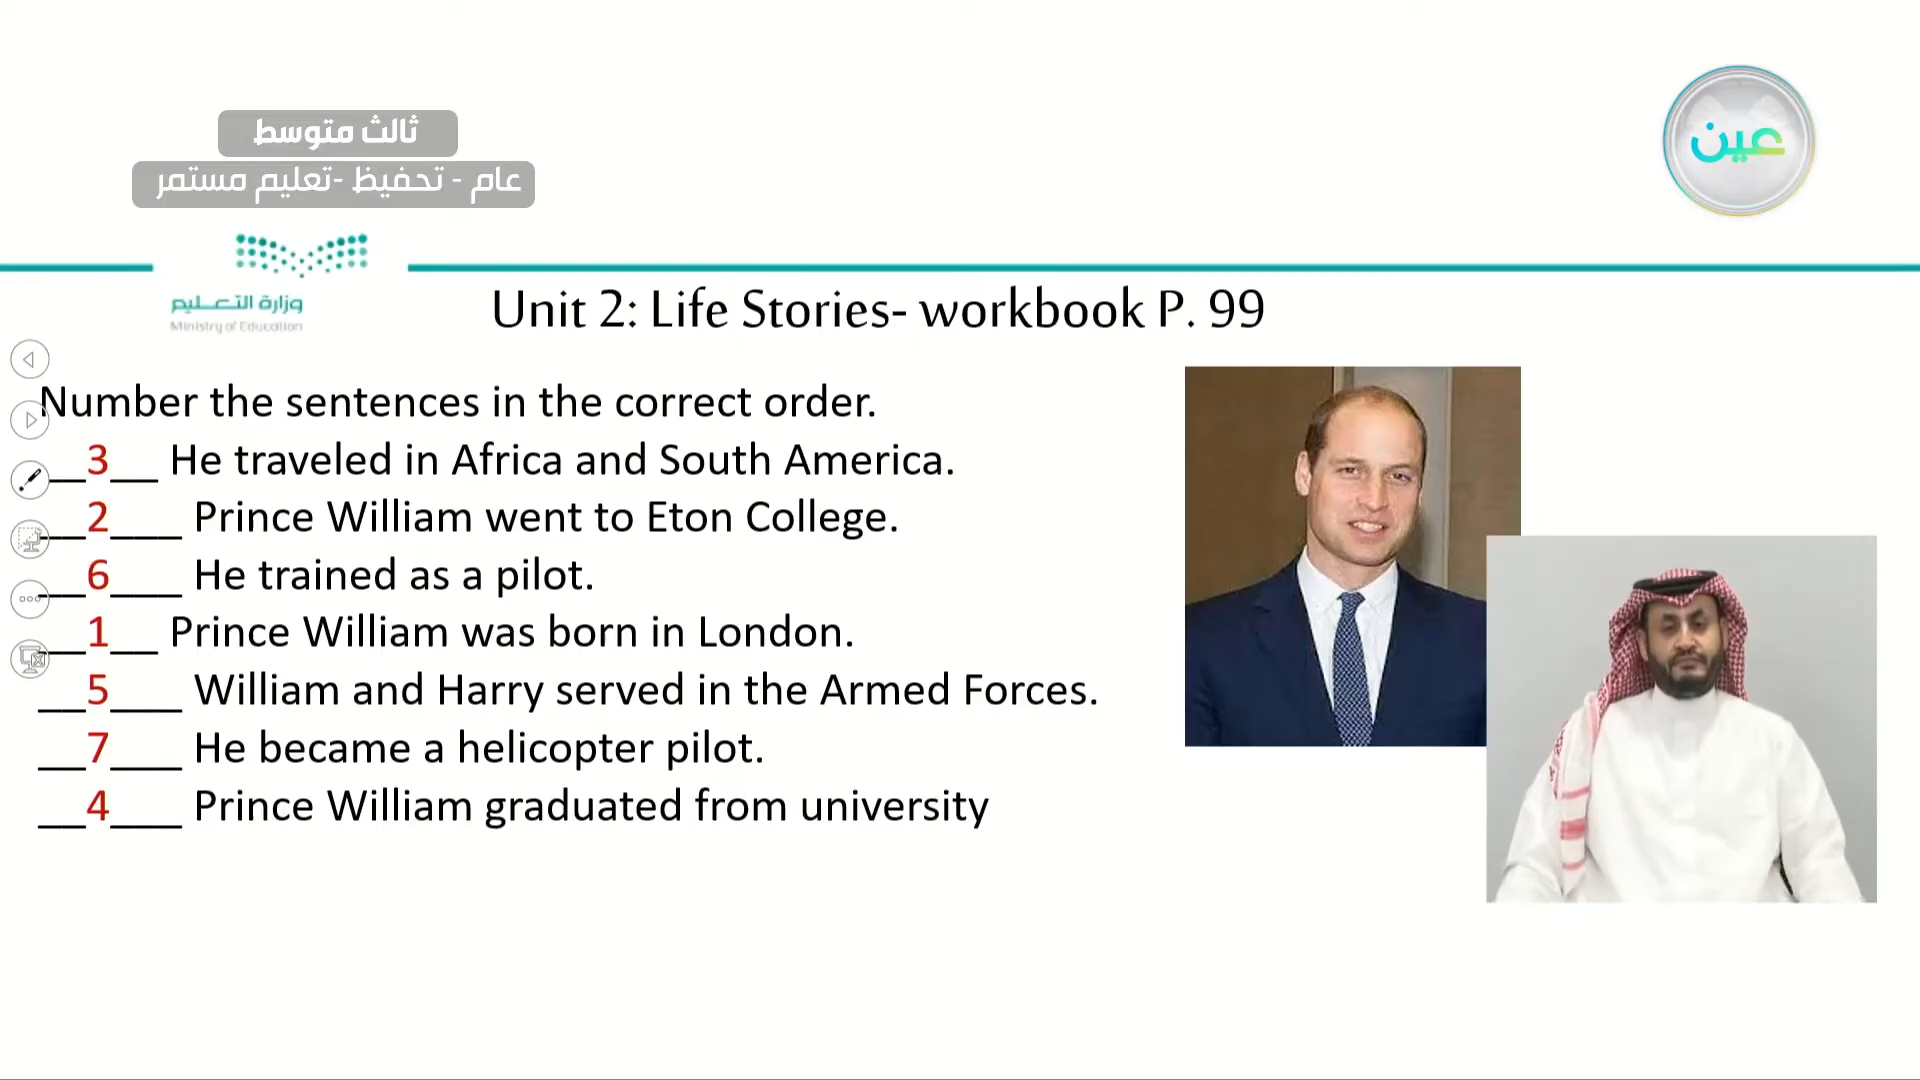 ثالث متوسط
عام - تحفيظ -تعليم مستمر
عين
وزارة التعليم
Ministry of Education
Unit 2: Life Stories- workbook P. 99
Number the sentences in the correct order.
__3__ He traveled in Africa and South America.
__2___ Prince William went to Eton College.
__6___ He trained as a pilot.
__1__ Prince William was born in London.
__5___ William and Harry served in the Armed Forces.
__7___ He became a helicopter pilot.
__4___ Prince William graduated from university